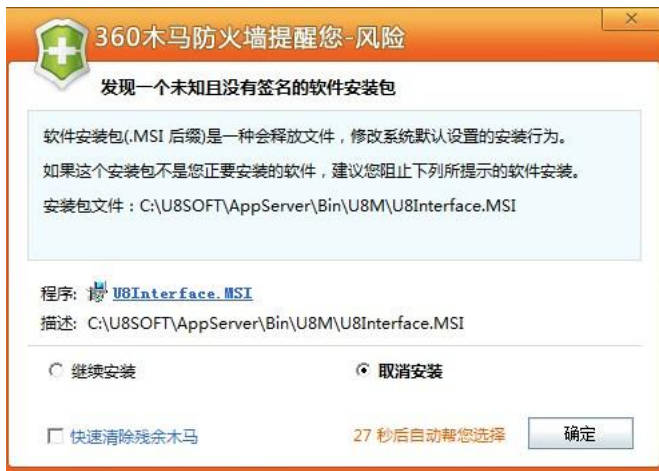 360木马防火墙提醒您-风险
发现一个未知且没有签名的软件安装包
软件安装包(.MSI 后缀)是一种会释放文件，修改系统默认设置的安装行为。
如果这个安装包不是您正要安装的软件，建议您阻止下列所提示的软件安装。
安装包文件：C:\U8SOFT\AppServer\Bin\U8M\U8Interface.MSI
程序: U8Interface.MSI
描述: C:\U8SOFT\AppServer\Bin\U8M\U8Interface.MSI
继续安装 取消安装
快速清除残余木马 27 秒后自动帮您选择 确定